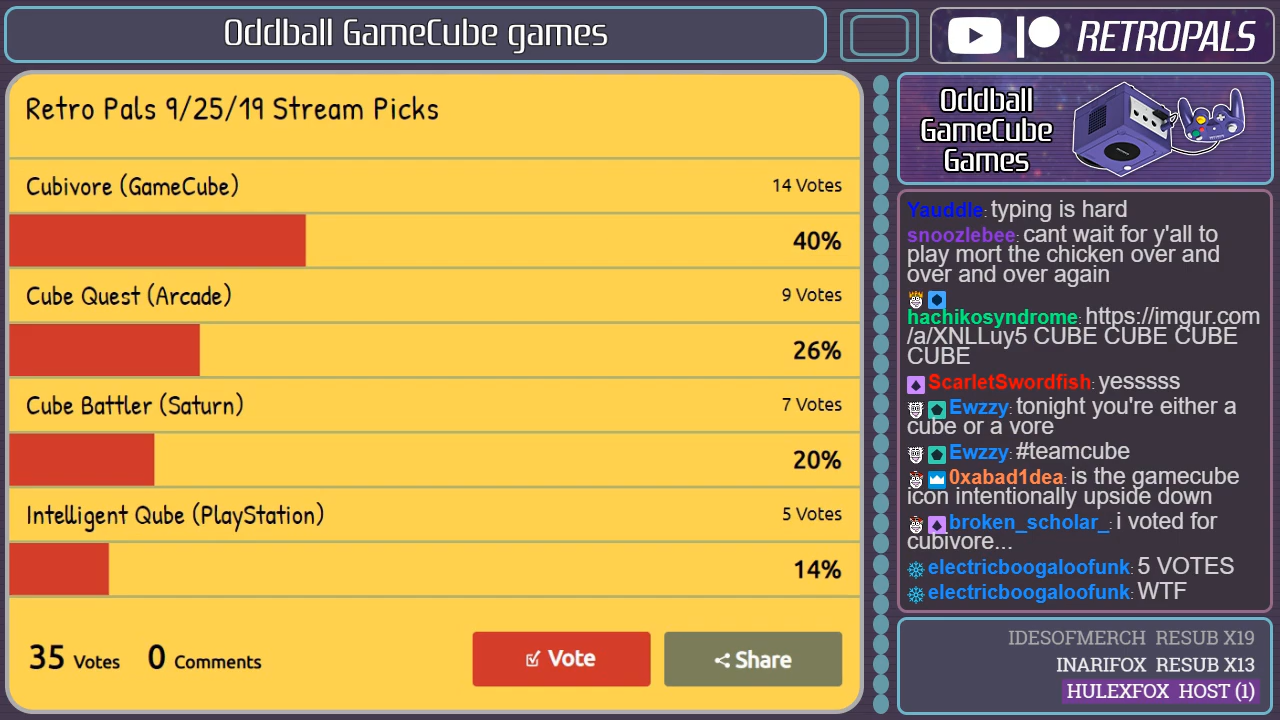 Oddball GameCube games
RETROPALS
Retro Pals 9/25/19 Stream Picks
Cubivore (GameCube)
14 Votes
40%
Cube Quest (Arcade)
9 Votes
26%
Cube Battler (Saturn)
7 Votes
20%
Intelligent Qube (PlayStation)
5 Votes
14%
35 Votes 0 Comments
Vote
Share
Oddball
GameCube
Games
Yauddle: typing is hard
snoozlebee: cant wait for y'all to
play mort the chicken over and
over and over again
hachikosyndrome: https://imgur.com
/a/XNLLuy5 CUBE CUBE CUBE
CUBE
ScarletSwordfish: yesssss
Ewzzy: tonight you're either a
cube or a vore
Ewzzy: #teamcube
0xabad1dea: is the gamecube
icon intentionally upside down
broken_scholar_: i voted for
cubivore...
electricboogaloofunk: 5 VOTES
electricboogaloofunk: WTF
IDESOFMERCH RESUB X19
INARIFOX RESUB X13
HULEXFOX HOST (1)